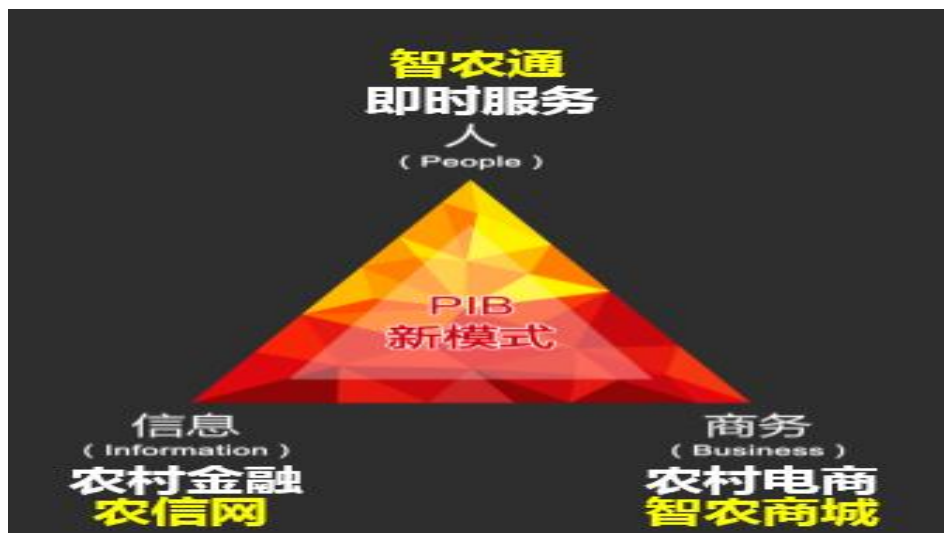 智农通
即时服务
人
( People )
PIB
新模式
信息
( Information )
农村金融
农信网
商务
( Business )
农村电商
智农商城